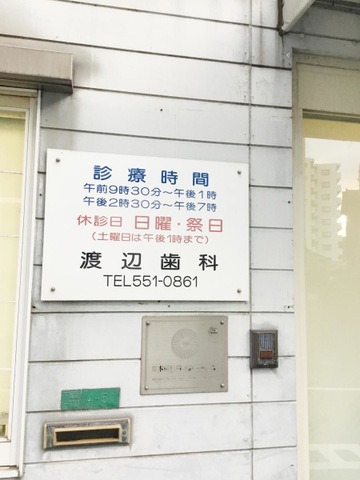 診療時間
午前9時30分～午後1時
午後2時30分～午後7時
休診日 日曜・祭日
(土曜日は午後1時まで)
渡辺歯科
TEL551-0861